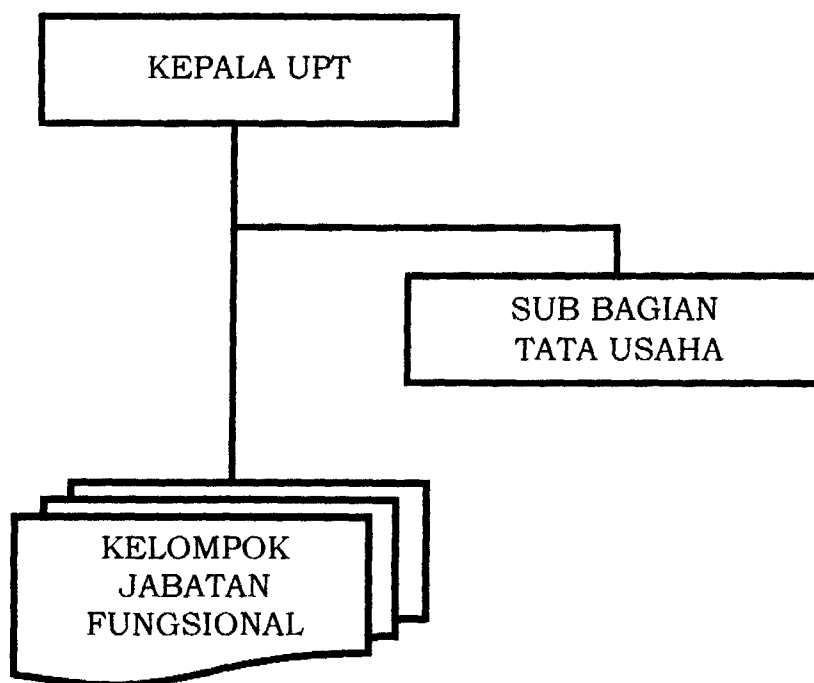 KEPALA UPT
SUB BAGIAN
TATA USAHA
KELOMPOK
JABATAN
FUNGSIONAL